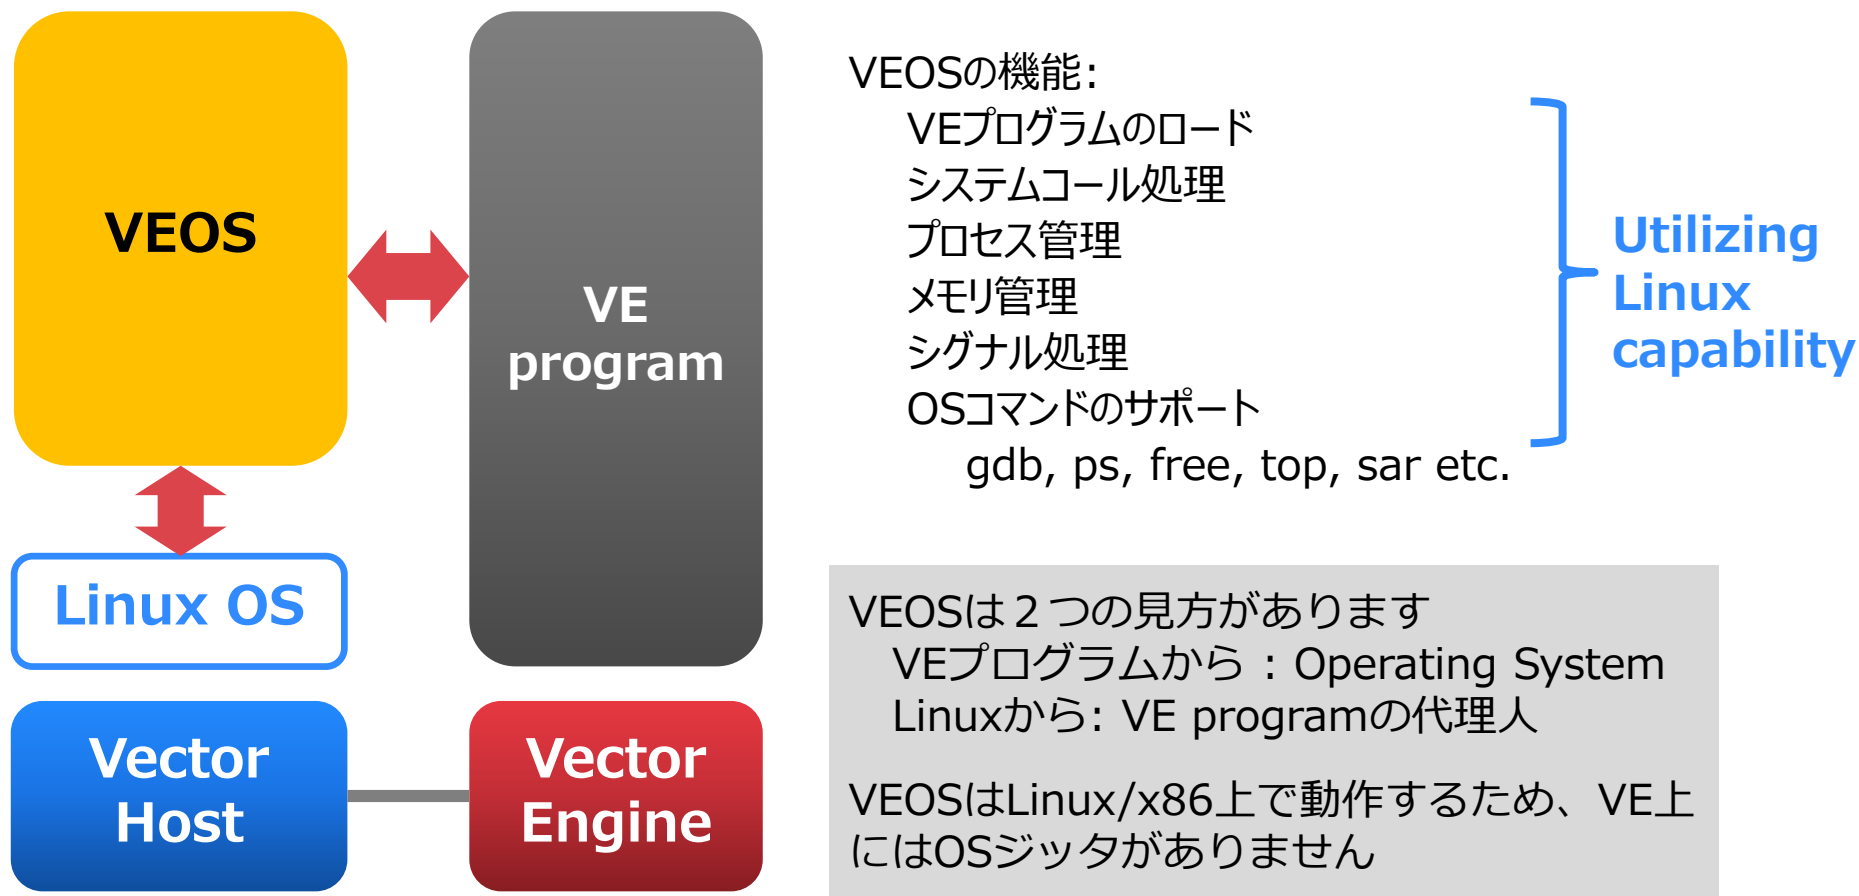 VEOS
VE
program
Linux OS
Vector
Host
Vector
Engine
VEOSの機能:
VEプログラムのロード
システムコール処理
プロセス管理
メモリ管理
シグナル処理
OSコマンドのサポート
gdb, ps, free, top, sar etc.
Utilizing
Linux
capability
VEOSは２つの見方があります
VEプログラムから : Operating System
Linuxから: VE programの代理人
VEOSはLinux/x86上で動作するため、VE上
にはOSジッタがありません